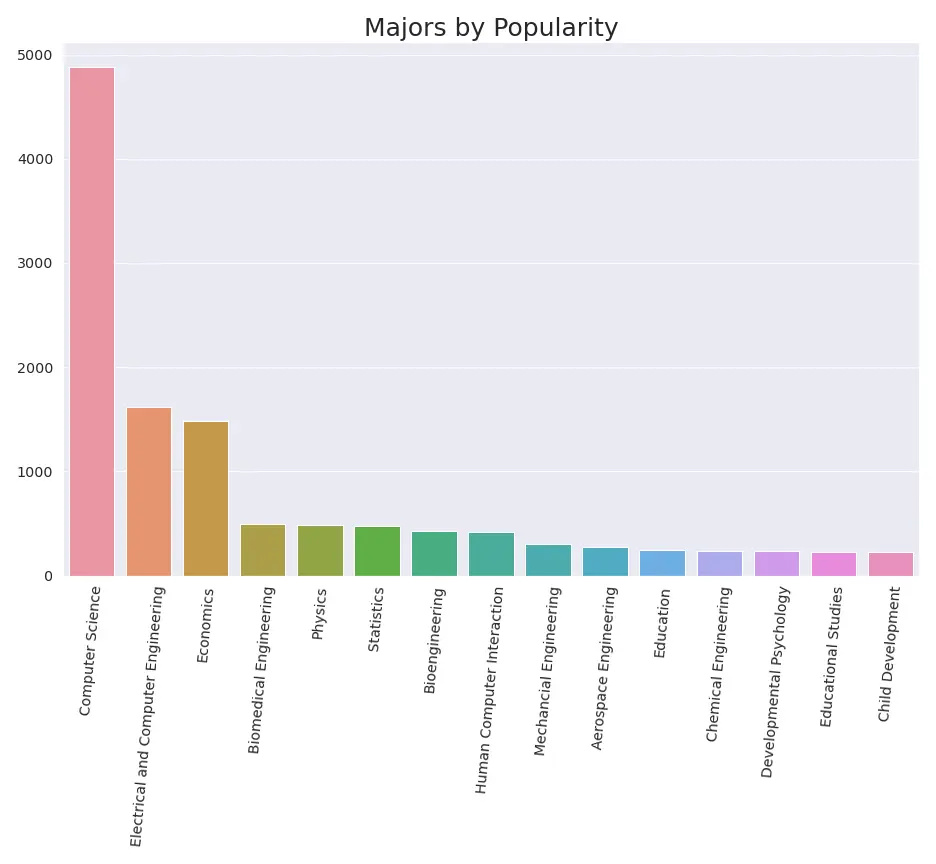 Majors by Popularity
5000
4000
3000
2000
1000
0
Computer Science
Electrical and Computer Engineering
Economics
Biomedical Engineering
Physics
Statistics
Bioengineering
Human Computer Interaction
Mechancial Engineering
Aerospace Engineering
Education
Chemical Engineering
Developmental Psychology
Educational Studies
Child Development